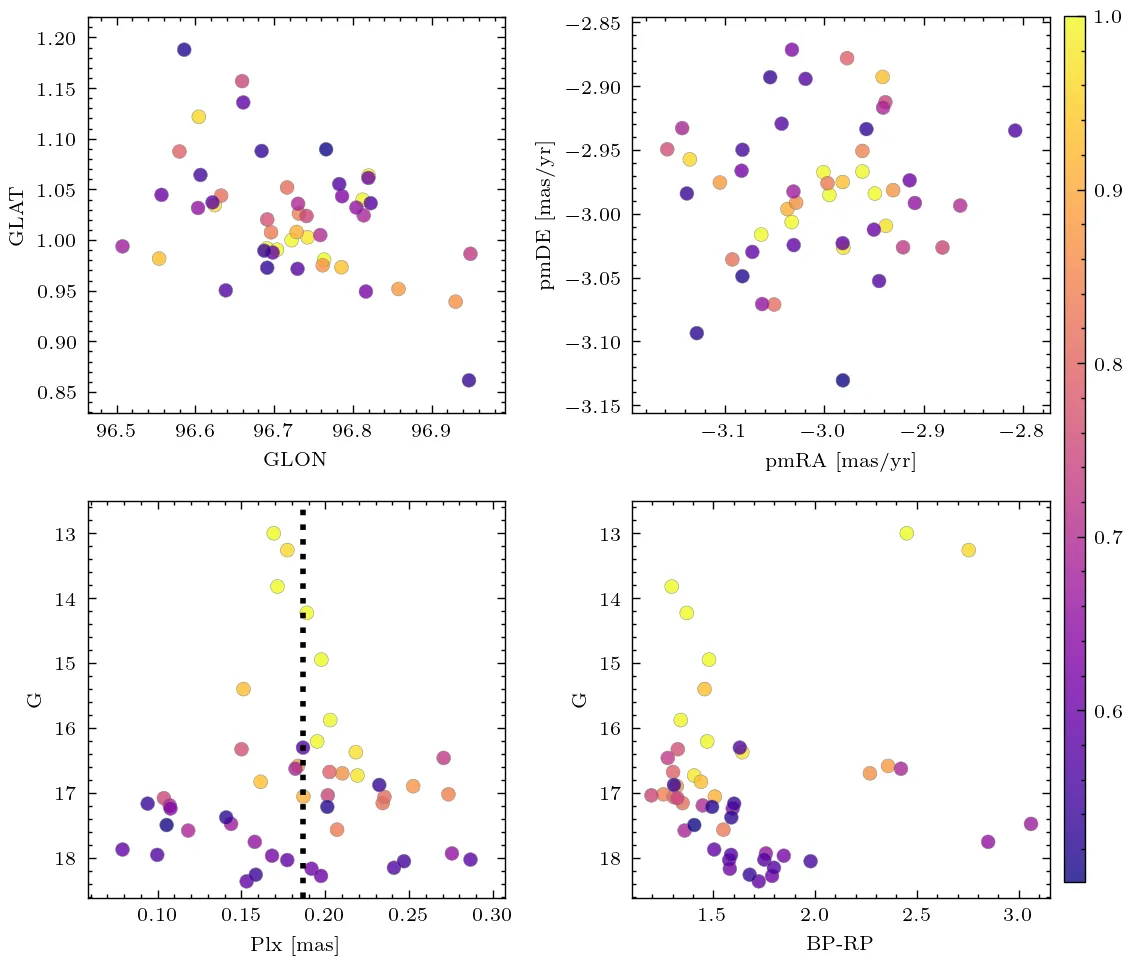 1.20
1.15
1.10
1.05
1.00
0.95
0.90
0.85
GLAT
96.5 96.6 96.7 96.8 96.9
GLON
−2.85
−2.90
−2.95
−3.00
−3.05
−3.10
−3.15
pmDE [mas/yr]
−3.1 −3.0 −2.9 −2.8
pmRA [mas/yr]
1.0
0.9
0.8
0.7
0.6
13
14
15
16
17
18
G
0.10 0.15 0.20 0.25 0.30
Plx [mas]
13
14
15
16
17
18
G
1.5 2.0 2.5 3.0
BP-RP